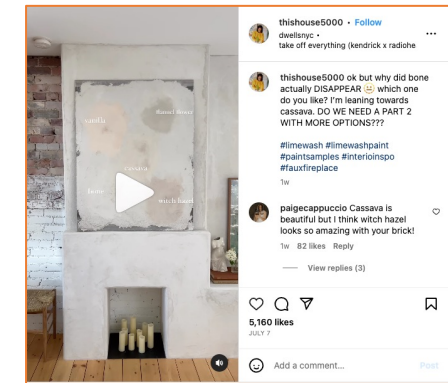 vanilla
fennel flower
cassava
bone
witch hazel
thishouse5000 • Follow
dwellsnyc •
take off everything (kendrick x radiohe
thishouse5000 ok but why did bone
actually DISAPPEAR 😩 which one
do you like? I'm leaning towards
cassava. DO WE NEED A PART 2
WITH MORE OPTIONS???
#limewash #limewashpaint
#paintsamples #interioinspo
#fauxfireplace
1w
paigecappuccio Cassava is
beautiful but I think witch hazel
looks so amazing with your brick!
1w 82 likes Reply
View replies (3)
5,160 likes
JULY 7
Add a comment...
Post